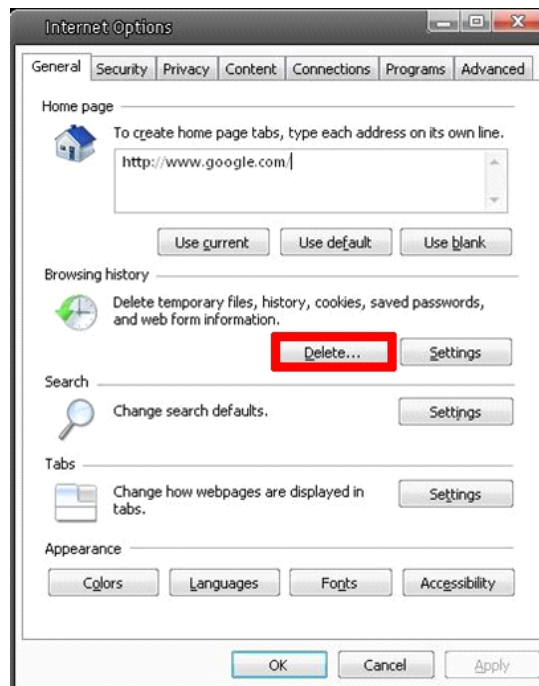 Internet Options
General Security Privacy Content Connections Programs Advanced
Home page
To create home page tabs, type each address on its own line.
http://www.google.com/
Use current Use default Use blank
Browsing history
Delete temporary files, history, cookies, saved passwords,
and web form information.
Delete... Settings
Search
Change search defaults.
Settings
Tabs
Change how webpages are displayed in
tabs.
Settings
Appearance
Colors Languages Fonts Accessibility
OK Cancel Apply